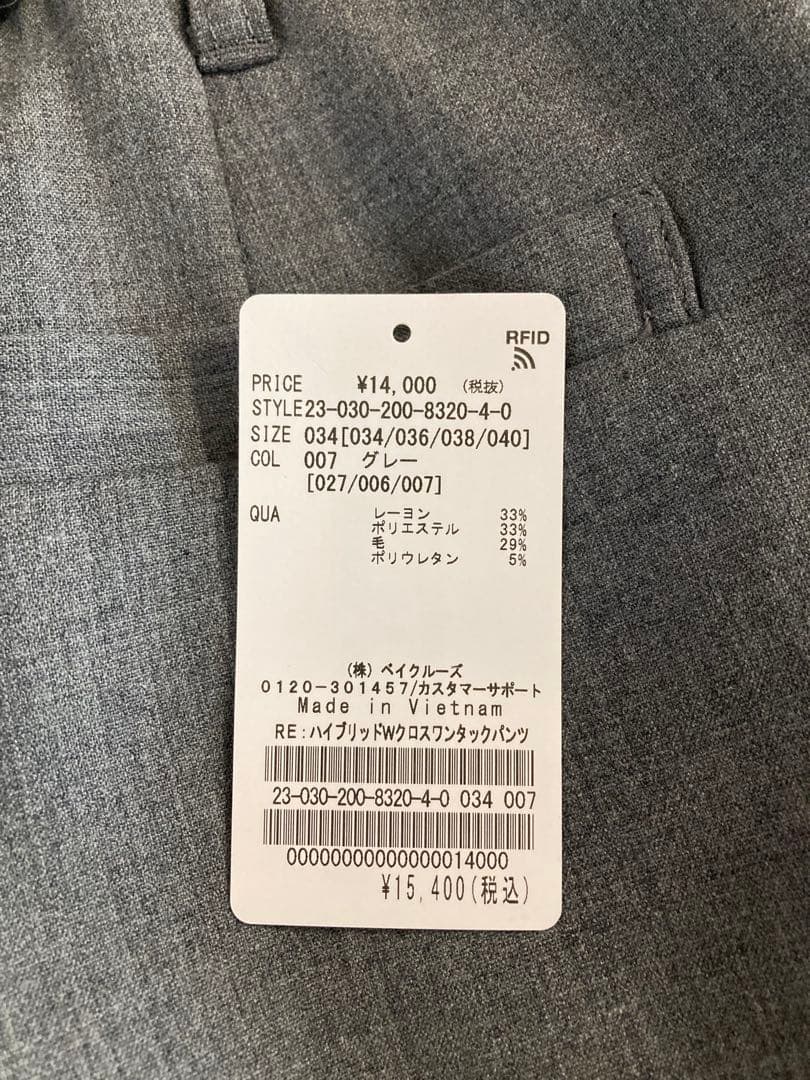 RFID
PRICE ¥14,000 (税抜)
STYLE23-030-200-8320-4-0
SIZE 034[034/036/038/040]
COL 007 グレー
[027/006/007]
QUA レーヨン 33%
ポリエステル 33%
毛 29%
ポリウレタン 5%
(株)ベイクルーズ
0120-301457/カスタマーサポート
Made in Vietnam
RE:ハイブリッドWクロスワンタックパンツ
23-030-200-8320-4-0 034 007
00000000000000014000
¥15,400(税込)